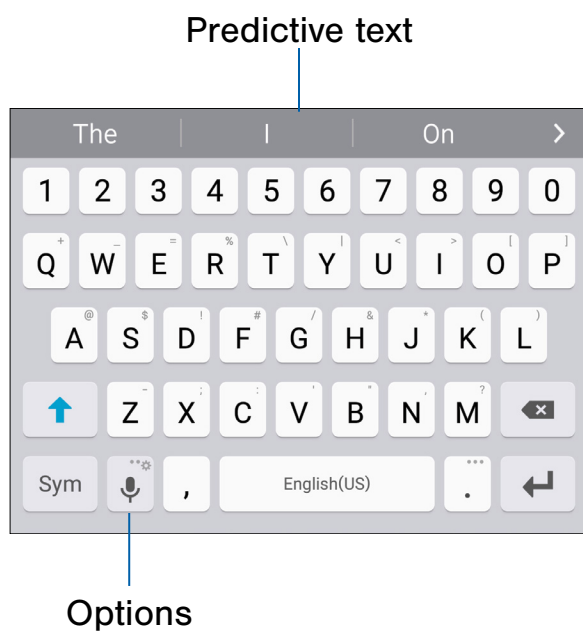 Predictive text
The I On >
1 2 3 4 5 6 7 8 9 0
+ _ = % \ | < > [ ]
Q W E R T Y U I O P
@ $ ! # / & * ( )
A S D F G H J K L
- ; : ' " , ?
Z X C V B N M
Sym , English(US) .
Options